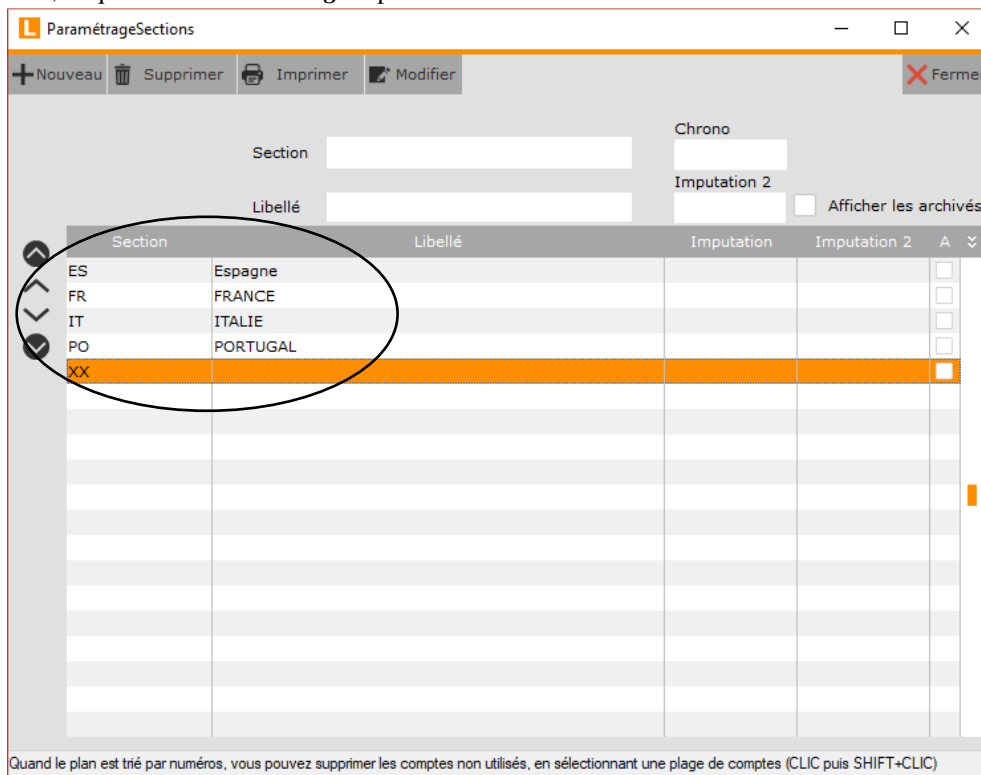 L ParamétrageSections
Nouveau Supprimer Imprimer Modifier Fermer
Chrono
Section
Imputation 2
Libellé Afficher les archivés
Section Libellé Imputation Imputation 2 A
ES Espagne
FR FRANCE
IT ITALIE
PO PORTUGAL
XX
Quand le plan est trié par numéros, vous pouvez supprimer les comptes non utilisés, en sélectionnant une plage de comptes (CLIC puis SHIFT+CLIC)